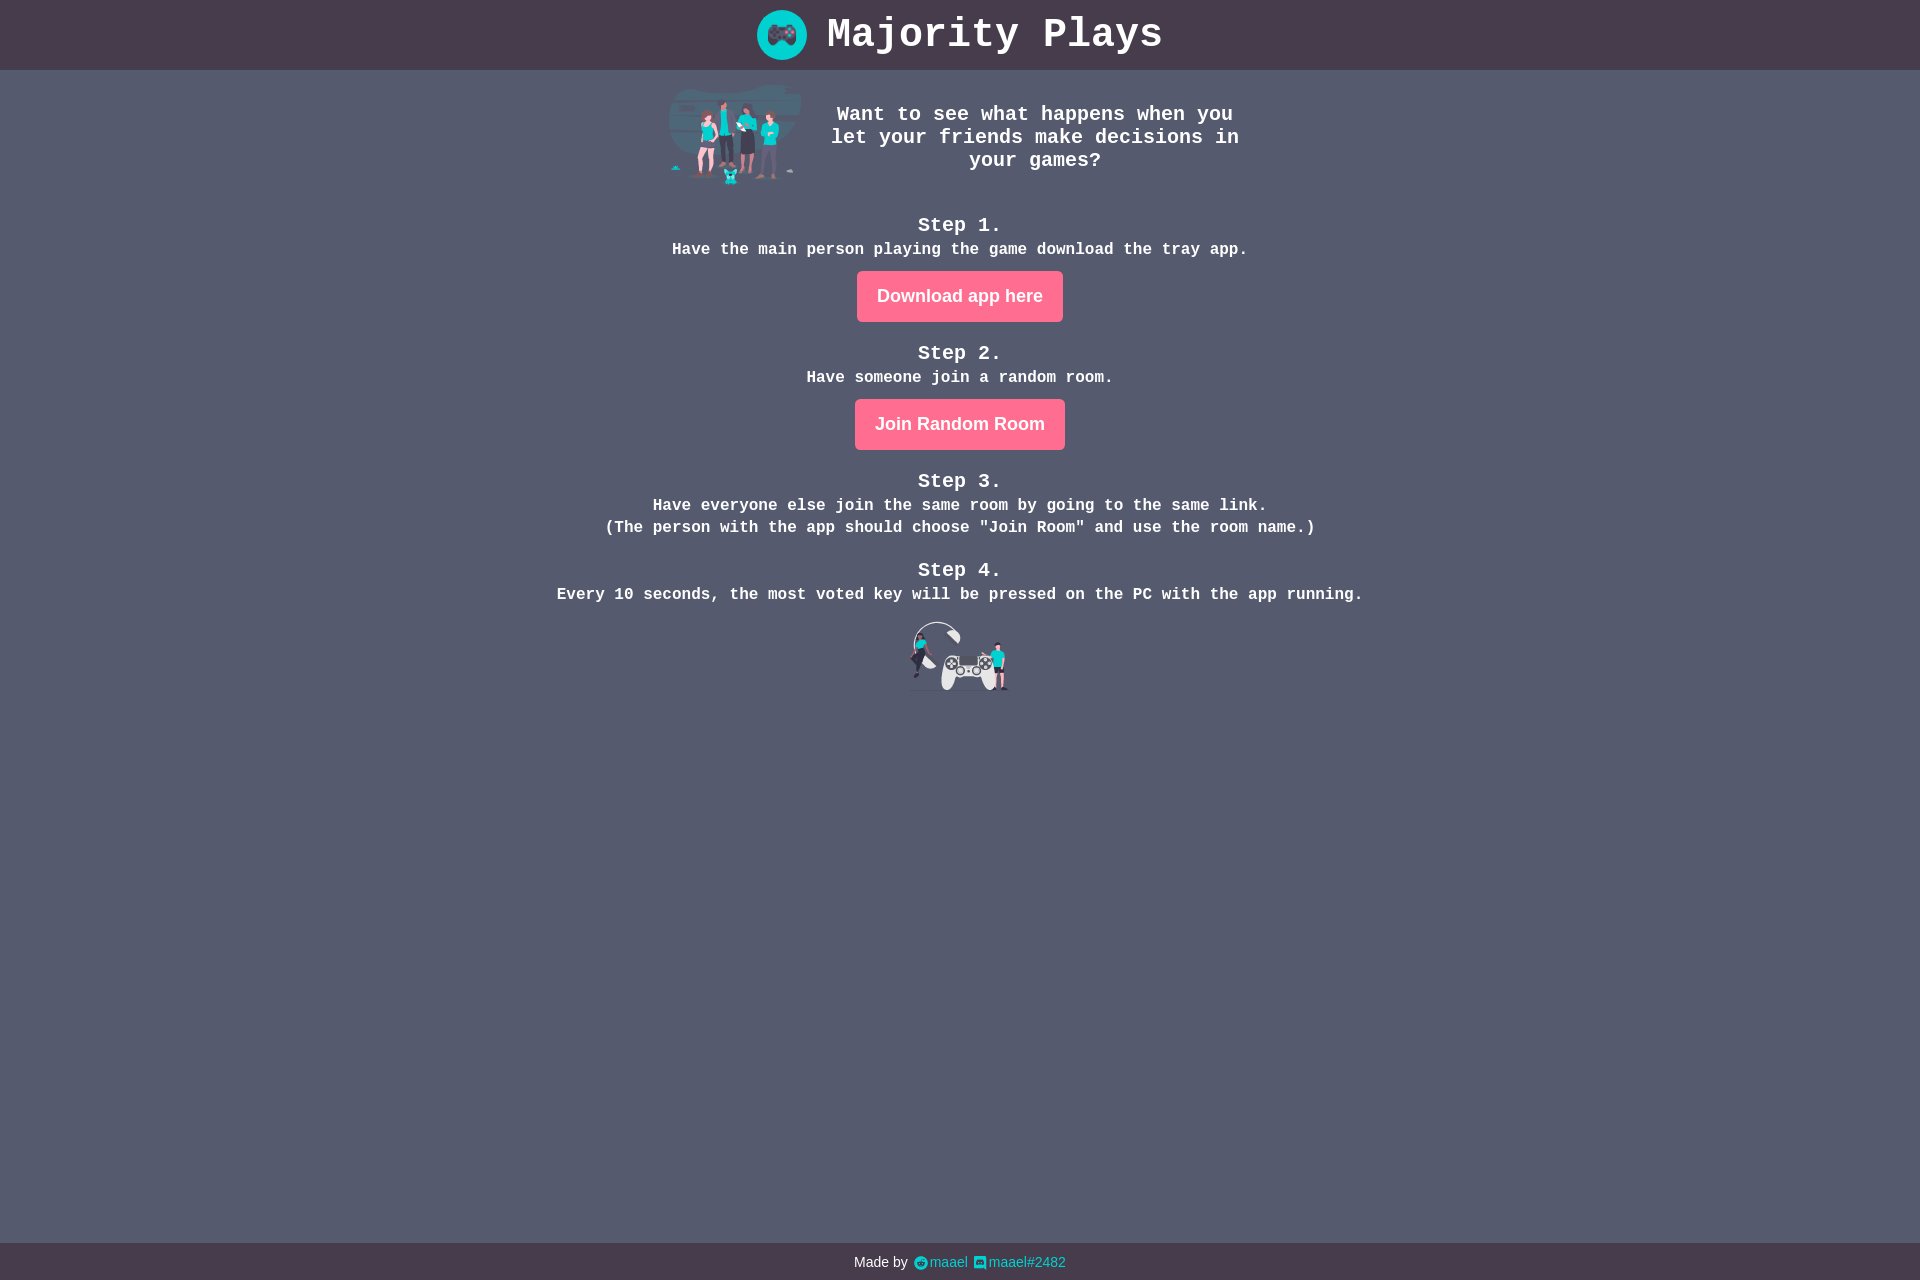 Majority Plays
Want to see what happens when you
let your friends make decisions in
your games?
Step 1.
Have the main person playing the game download the tray app.
Download app here
Step 2.
Have someone join a random room.
Join Random Room
Step 3.
Have everyone else join the same room by going to the same link.
(The person with the app should choose "Join Room" and use the room name.)
Step 4.
Every 10 seconds, the most voted key will be pressed on the PC with the app running.
Made by maael maael#2482